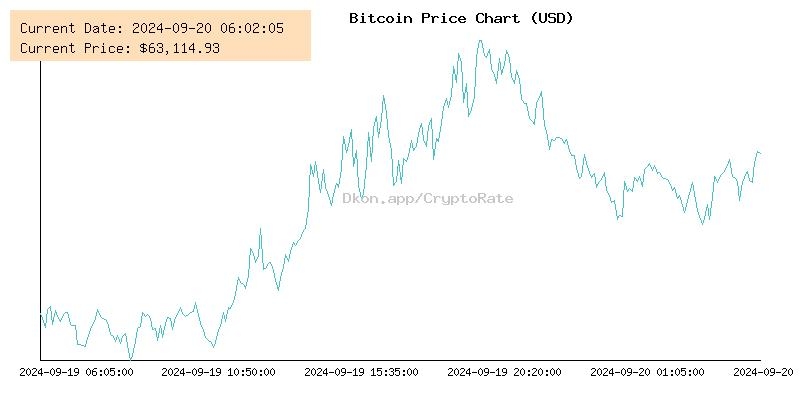 Bitcoin Price Chart (USD)
Current Date: 2024-09-20 06:02:05
Current Price: $63,114.93
Dkon.app/CryptoRate
2024-09-19 06:05:00 2024-09-19 10:50:00 2024-09-19 15:35:00 2024-09-19 20:20:00 2024-09-20 01:05:00 2024-09-20